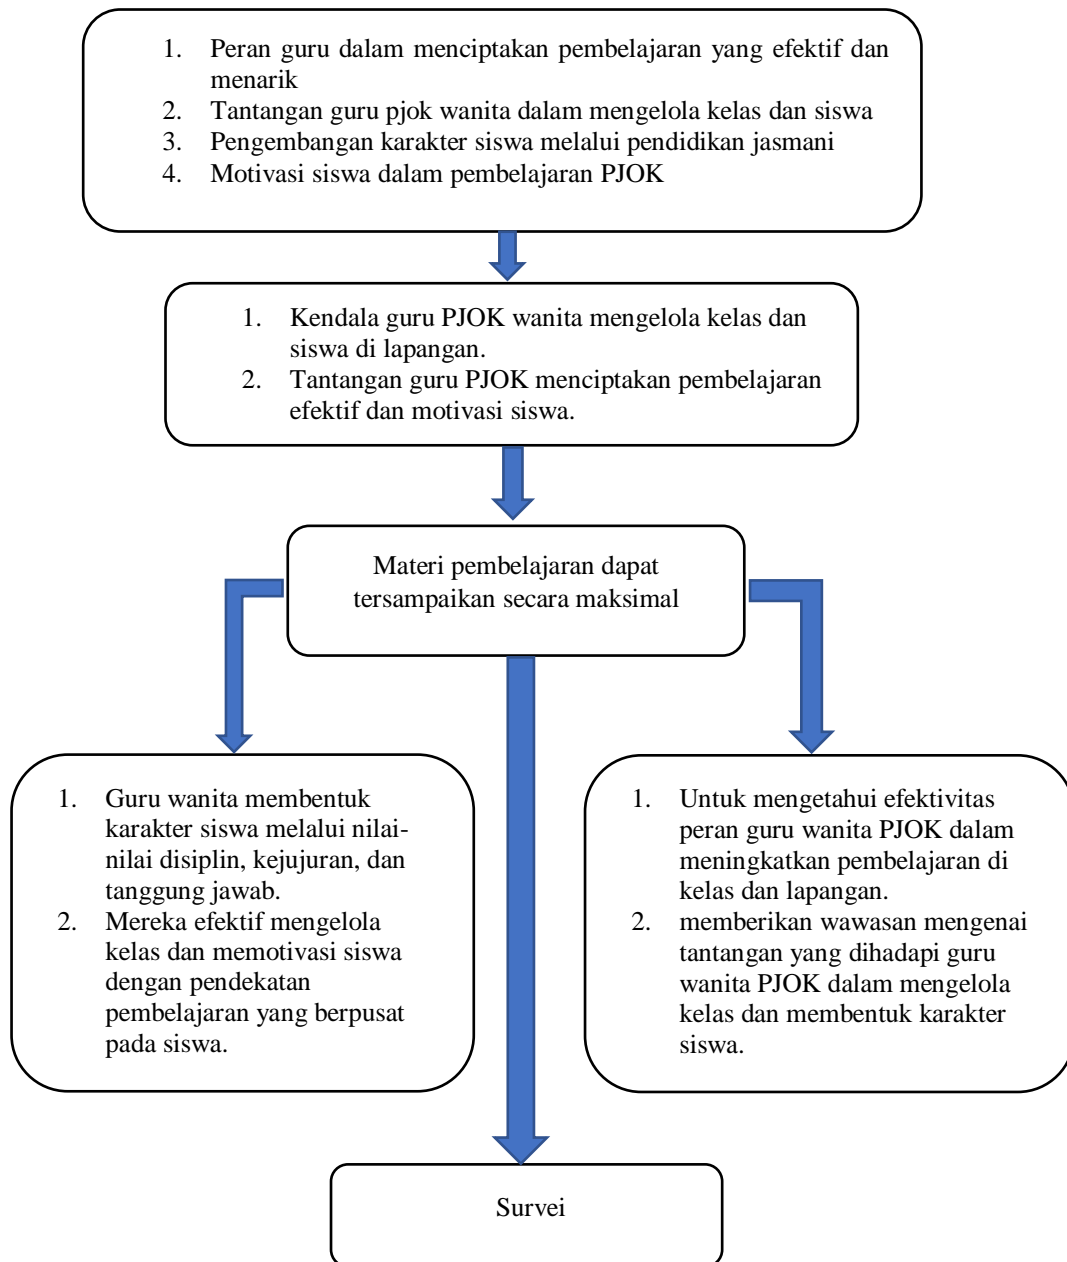 1. Peran guru dalam menciptakan pembelajaran yang efektif dan
menarik
2. Tantangan guru pjok wanita dalam mengelola kelas dan siswa
3. Pengembangan karakter siswa melalui pendidikan jasmani
4. Motivasi siswa dalam pembelajaran PJOK
1. Kendala guru PJOK wanita mengelola kelas dan
siswa di lapangan.
2. Tantangan guru PJOK menciptakan pembelajaran
efektif dan motivasi siswa.
Materi pembelajaran dapat
tersampaikan secara maksimal
1. Guru wanita membentuk
karakter siswa melalui nilai-
nilai disiplin, kejujuran, dan
tanggung jawab.
2. Mereka efektif mengelola
kelas dan memotivasi siswa
dengan pendekatan
pembelajaran yang berpusat
pada siswa.
1. Untuk mengetahui efektivitas
peran guru wanita PJOK dalam
meningkatkan pembelajaran di
kelas dan lapangan.
2. memberikan wawasan mengenai
tantangan yang dihadapi guru
wanita PJOK dalam mengelola
kelas dan membentuk karakter
siswa.
Survei